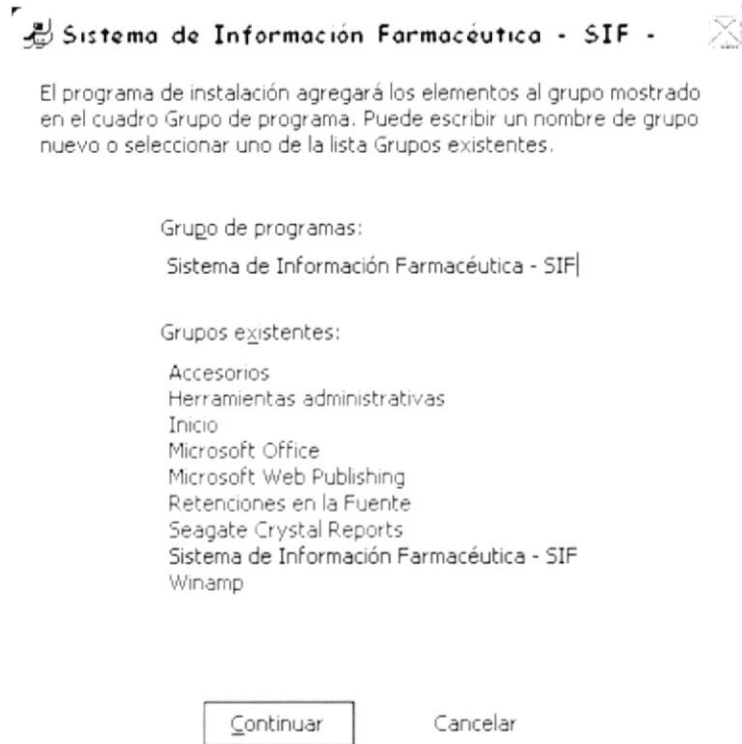 Sistema de Información Farmacéutica - SIF -
El programa de instalación agregará los elementos al grupo mostrado
en el cuadro Grupo de programa. Puede escribir un nombre de grupo
nuevo o seleccionar uno de la lista Grupos existentes.
Grupo de programas:
Sistema de Información Farmacéutica - SIF
Grupos existentes:
Accesorios
Herramientas administrativas
Inicio
Microsoft Office
Microsoft Web Publishing
Retenciones en la Fuente
Seagate Crystal Reports
Sistema de Información Farmacéutica - SIF
Winamp
Continuar Cancelar